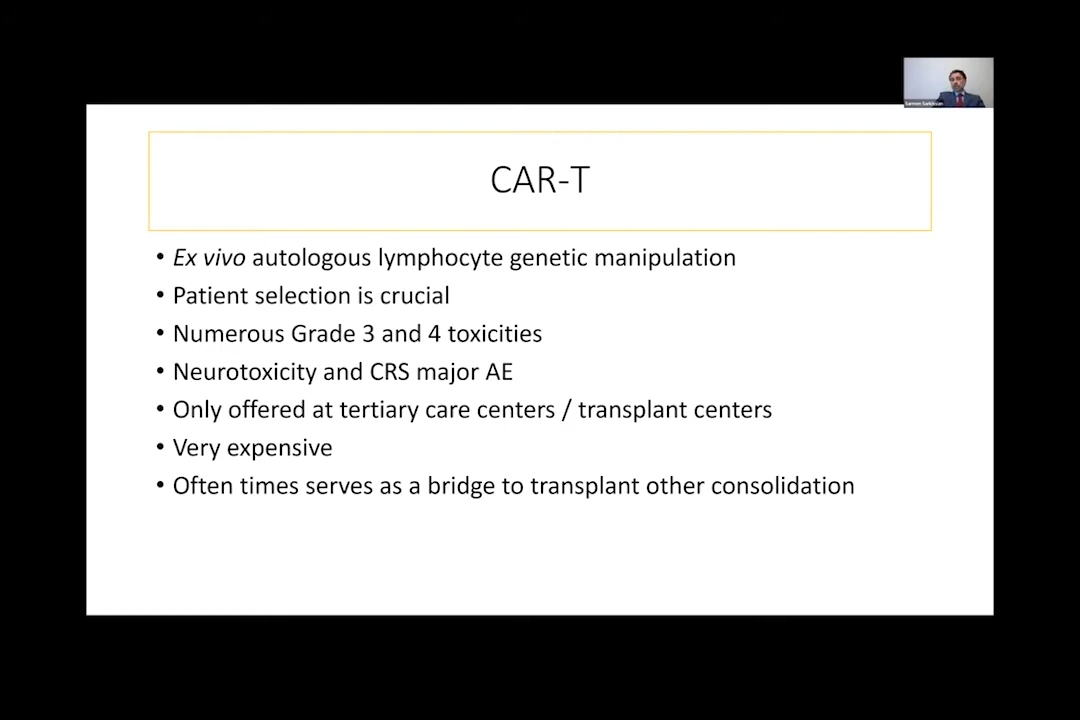 CAR-T
• Ex vivo autologous lymphocyte genetic manipulation
• Patient selection is crucial
• Numerous Grade 3 and 4 toxicities
• Neurotoxicity and CRS major AE
• Only offered at tertiary care centers / transplant centers
• Very expensive
• Often times serves as a bridge to transplant other consolidation